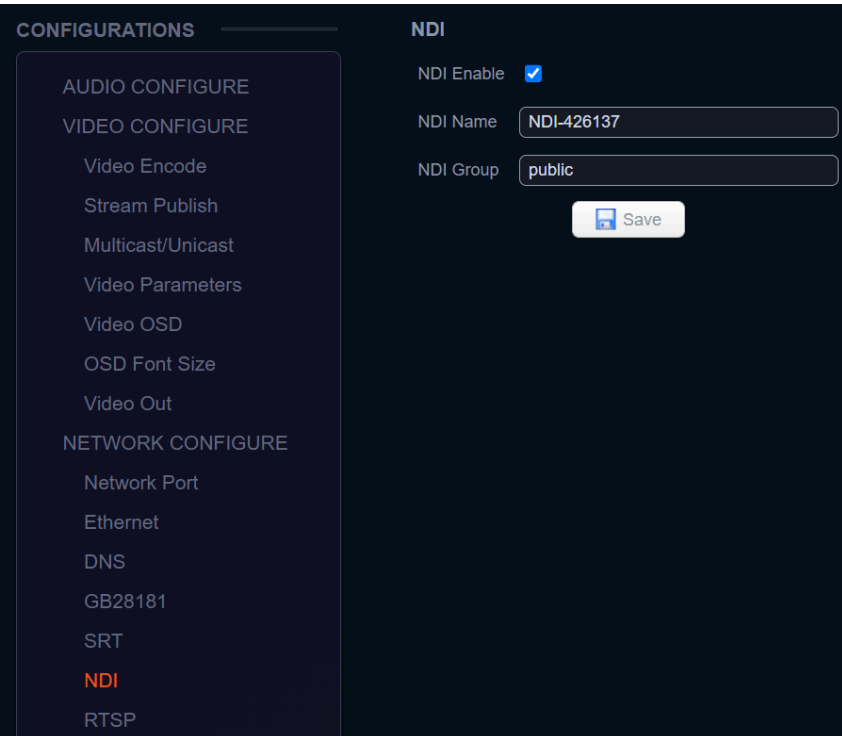 CONFIGURATIONS
AUDIO CONFIGURE
VIDEO CONFIGURE
Video Encode
Stream Publish
Multicast/Unicast
Video Parameters
Video OSD
OSD Font Size
Video Out
NETWORK CONFIGURE
Network Port
Ethernet
DNS
GB28181
SRT
NDI
RTSP
NDI
NDI Enable
NDI Name NDI-426137
NDI Group public
Save